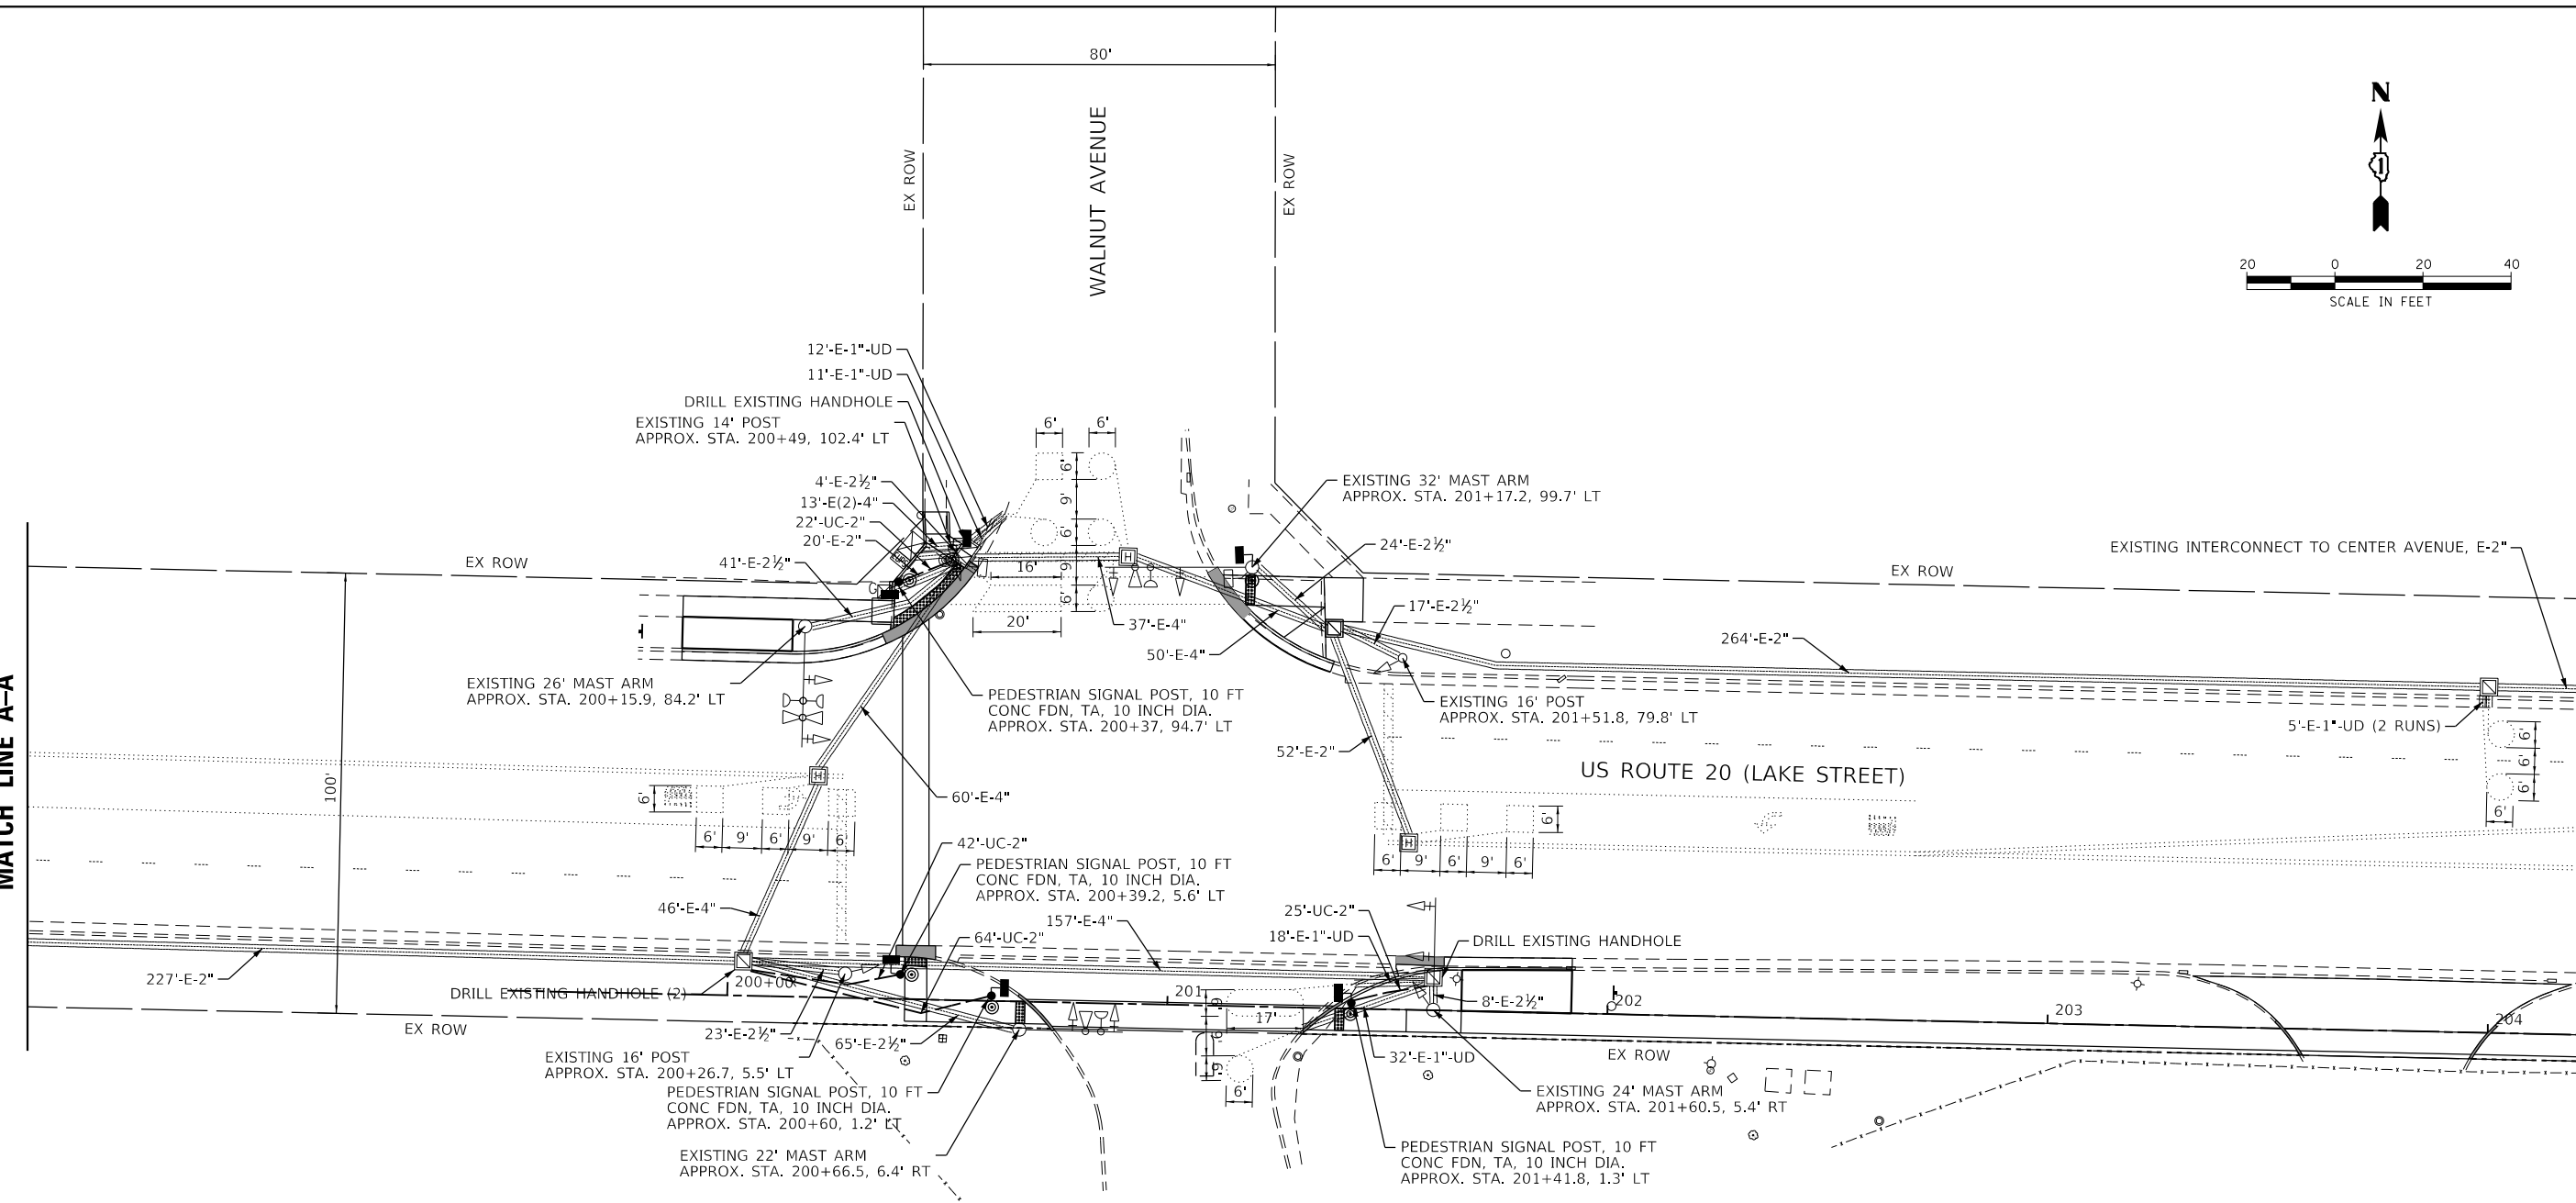 80'
WALNUT AVENUE
EX ROW
EX ROW
N
1
20 0 20 40
SCALE IN FEET
12'-E-1"-UD
11'-E-1"-UD
DRILL EXISTING HANDHOLE
EXISTING 14' POST
APPROX. STA. 200+49, 102.4' LT
4'-E-2½"
13'-E(2)-4"
22'-UC-2"
20'-E-2"
41'-E-2½"
6' 6'
6'
9'
6'
9'
6'
16'
20'
H
EXISTING 32' MAST ARM
APPROX. STA. 201+17.2, 99.7' LT
24'-E-2½"
17'-E-2½"
37'-E-4"
50'-E-4"
EXISTING INTERCONNECT TO CENTER AVENUE, E-2"
EX ROW
EX ROW
G
264'-E-2"
EXISTING 26' MAST ARM
APPROX. STA. 200+15.9, 84.2' LT
PEDESTRIAN SIGNAL POST, 10 FT
CONC FDN, TA, 10 INCH DIA.
APPROX. STA. 200+37, 94.7' LT
EXISTING 16' POST
APPROX. STA. 201+51.8, 79.8' LT
5'-E-1"-UD (2 RUNS)
6'
6'
6'
6'
52'-E-2"
US ROUTE 20 (LAKE STREET)
MATCH LINE A-A
100'
H
6'
6' 9' 6' 9' 6'
60'-E-4"
H
6'
6' 9' 6' 9' 6'
42'-UC-2"
PEDESTRIAN SIGNAL POST, 10 FT
CONC FDN, TA, 10 INCH DIA.
APPROX. STA. 200+39.2, 5.6' LT
46'-E-4"
157'-E-4"
25'-UC-2"
64'-UC-2"
18'-E-1"-UD
DRILL EXISTING HANDHOLE
227'-E-2"
DRILL EXISTING HANDHOLE (2)
200+00
201
202
203
204
8'-E-2½"
EX ROW
23'-E-2½"
65'-E-2½"
6'
17'
6'
6'
6'
32'-E-1"-UD
EX ROW
EXISTING 16' POST
APPROX. STA. 200+26.7, 5.5' LT
PEDESTRIAN SIGNAL POST, 10 FT
CONC FDN, TA, 10 INCH DIA.
APPROX. STA. 200+60, 1.2' LT
EXISTING 24' MAST ARM
APPROX. STA. 201+60.5, 5.4' RT
EXISTING 22' MAST ARM
APPROX. STA. 200+66.5, 6.4' RT
PEDESTRIAN SIGNAL POST, 10 FT
CONC FDN, TA, 10 INCH DIA.
APPROX. STA. 201+41.8, 1.3' LT